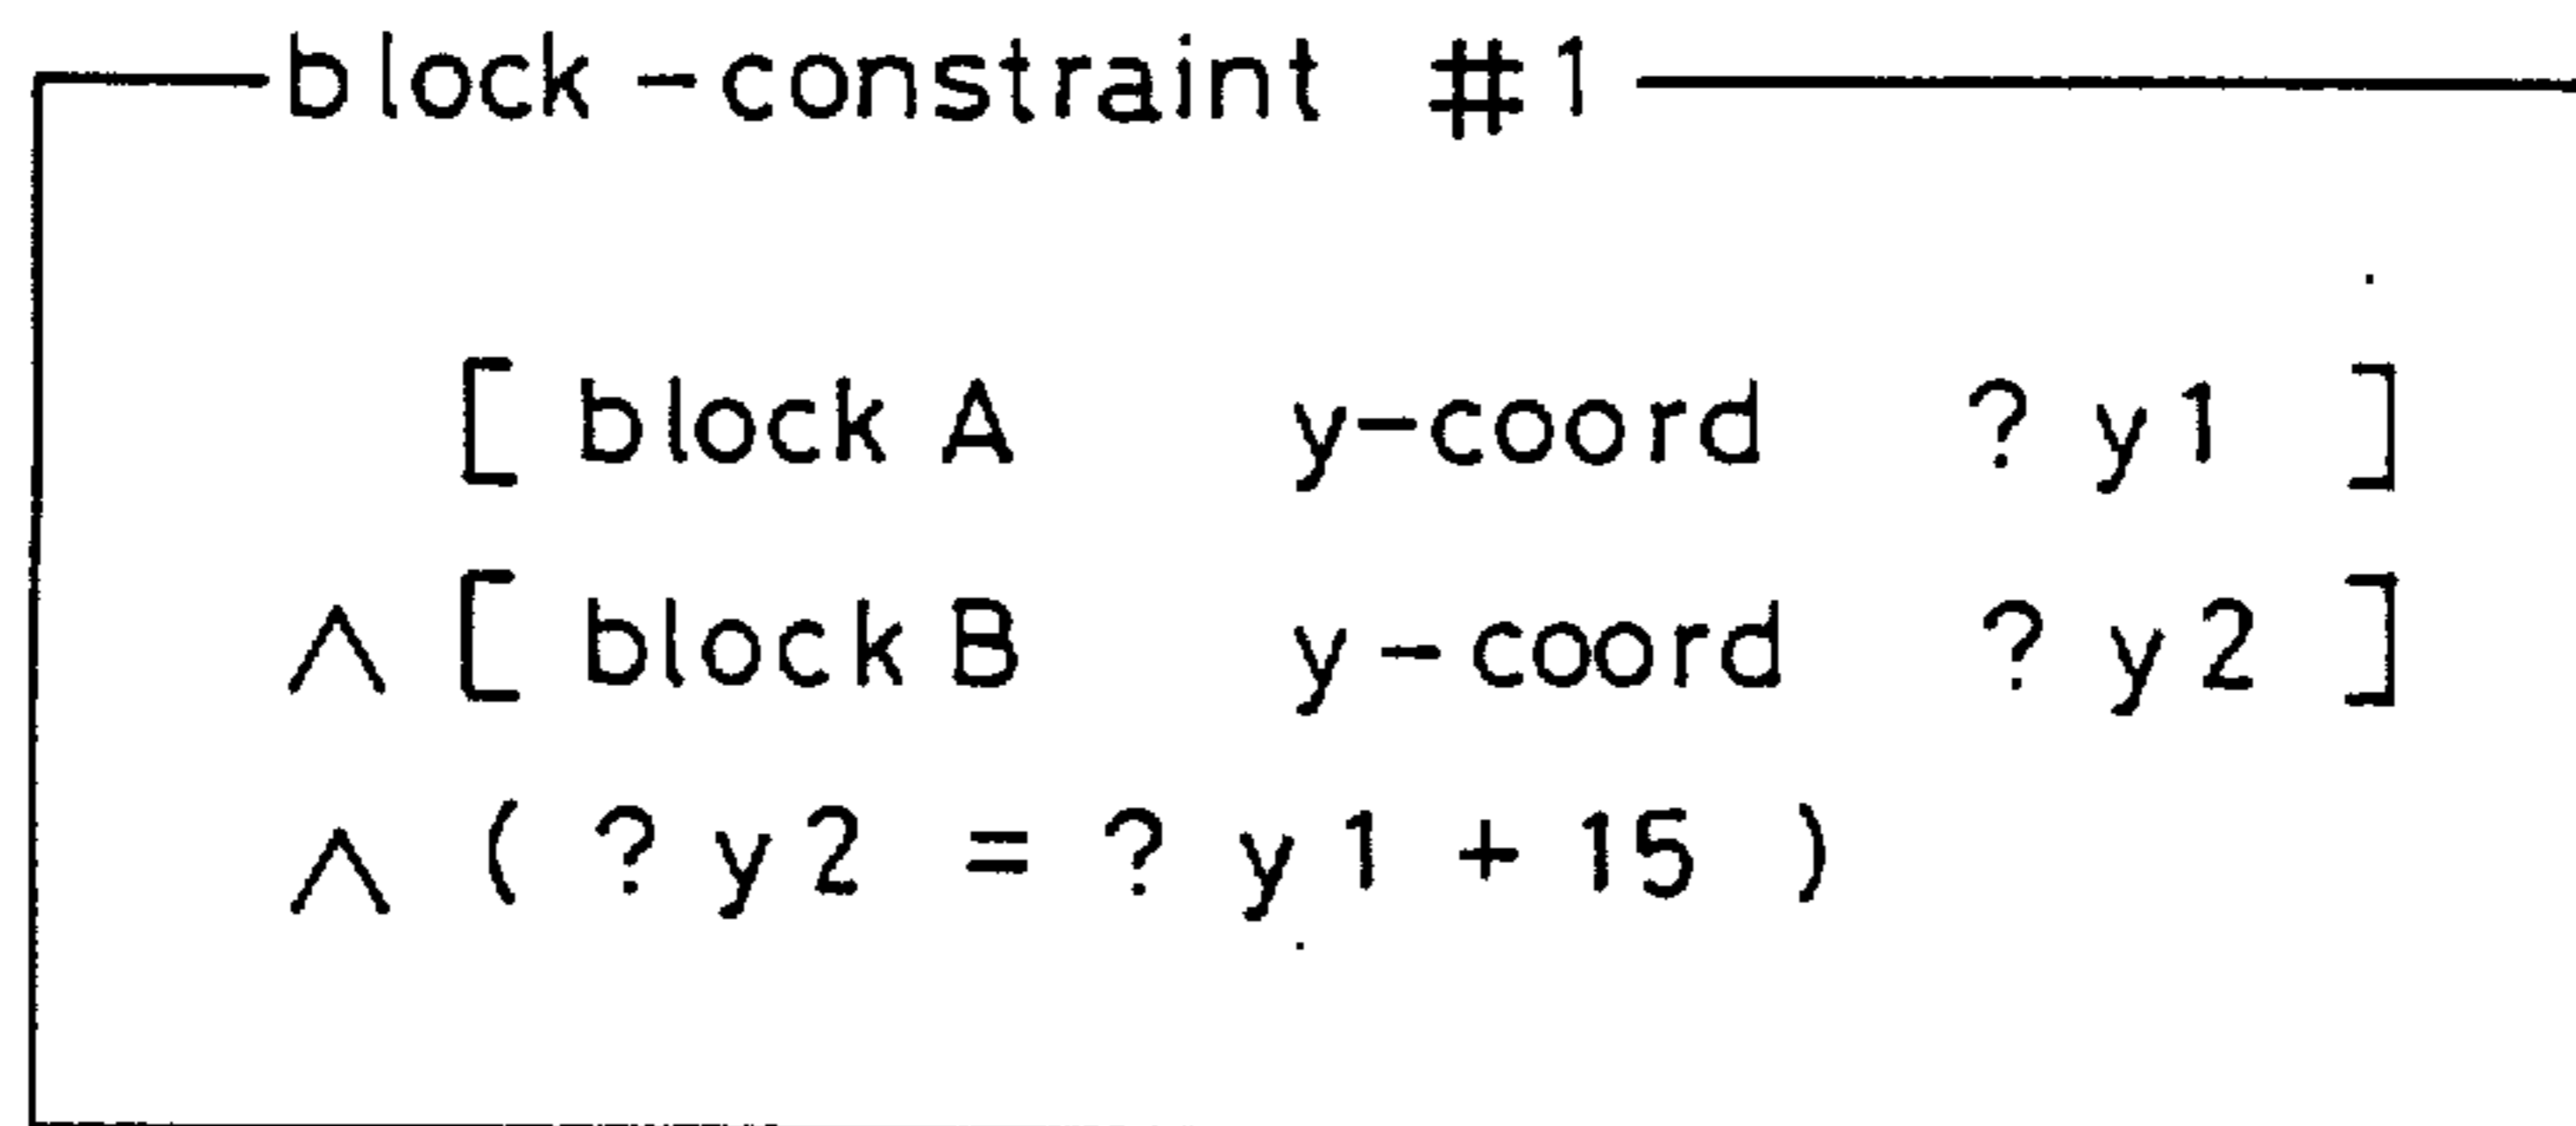 block-constraint #1
[ block A y-coord ? y1 ]
∧ [ block B y-coord ? y2 ]
∧ ( ? y2 = ? y1 + 15 )